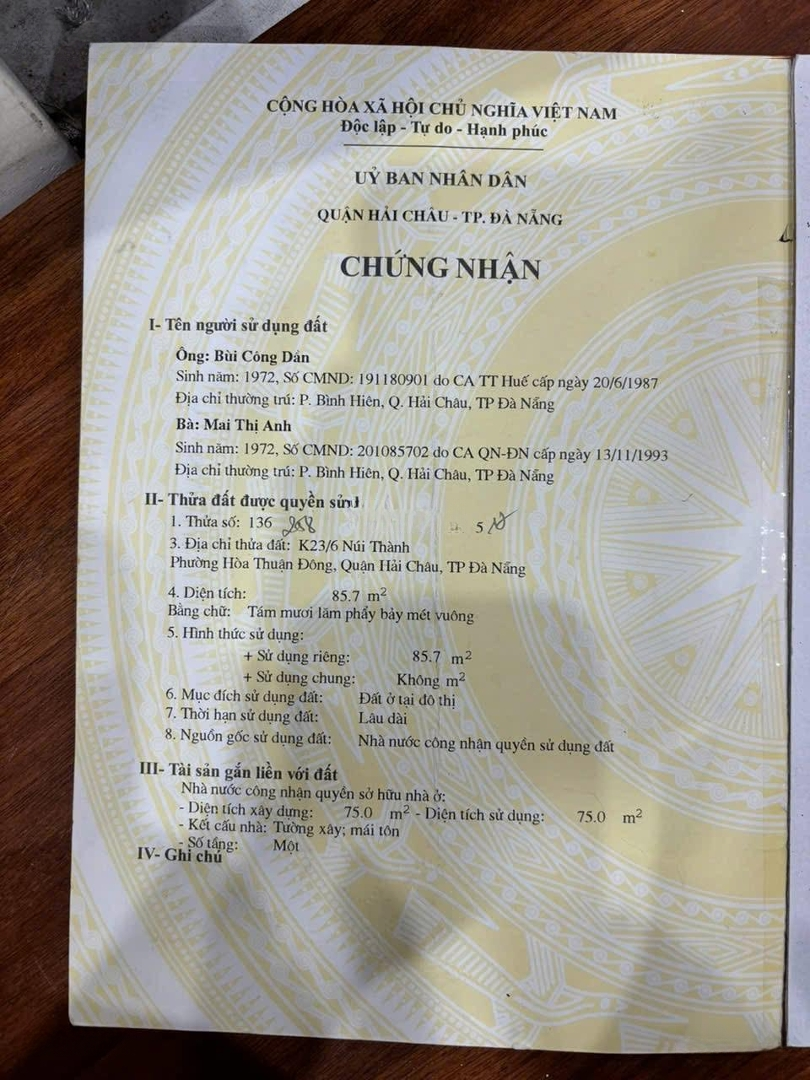 CỘNG HÒA XÃ HỘI CHỦ NGHĨA VIỆT NAM
Độc lập - Tự do - Hạnh phúc
UỶ BAN NHÂN DÂN
QUẬN HẢI CHÂU - TP. ĐÀ NẴNG
CHỨNG NHẬN
I- Tên người sử dụng đất
Ông: Bùi Công Dán
Sinh năm: 1972, Số CMND: 191180901 do CA TT Huế cấp ngày 20/6/1987
Địa chỉ thường trú: P. Bình Hiên, Q. Hải Châu, TP Đà Nẵng
Bà: Mai Thị Anh
Sinh năm: 1972, Số CMND: 201085702 do CA QN-ĐN cấp ngày 13/11/1993
Địa chỉ thường trú: P. Bình Hiên, Q. Hải Châu, TP Đà Nẵng
II- Thửa đất được quyền sử
1. Thửa số: 136 258 5
3. Địa chỉ thửa đất: K23/6 Núi Thành
Phường Hòa Thuận Đông, Quận Hải Châu, TP Đà Nẵng
4. Diện tích: 85.7 m2
Bằng chữ: Tám mươi lăm phẩy bảy mét vuông
5. Hình thức sử dụng:
+ Sử dụng riêng: 85.7 m2
+ Sử dụng chung: Không m2
6. Mục đích sử dụng đất: Đất ở tại đô thị
7. Thời hạn sử dụng đất: Lâu dài
8. Nguồn gốc sử dụng đất: Nhà nước công nhận quyền sử dụng đất
III- Tài sản gắn liền với đất
Nhà nước công nhận quyền sở hữu nhà ở:
- Diện tích xây dựng: 75.0 m2 - Diện tích sử dụng: 75.0 m2
- Kết cấu nhà: Tường xây; mái tôn
- Số tầng: Một
IV- Ghi chú